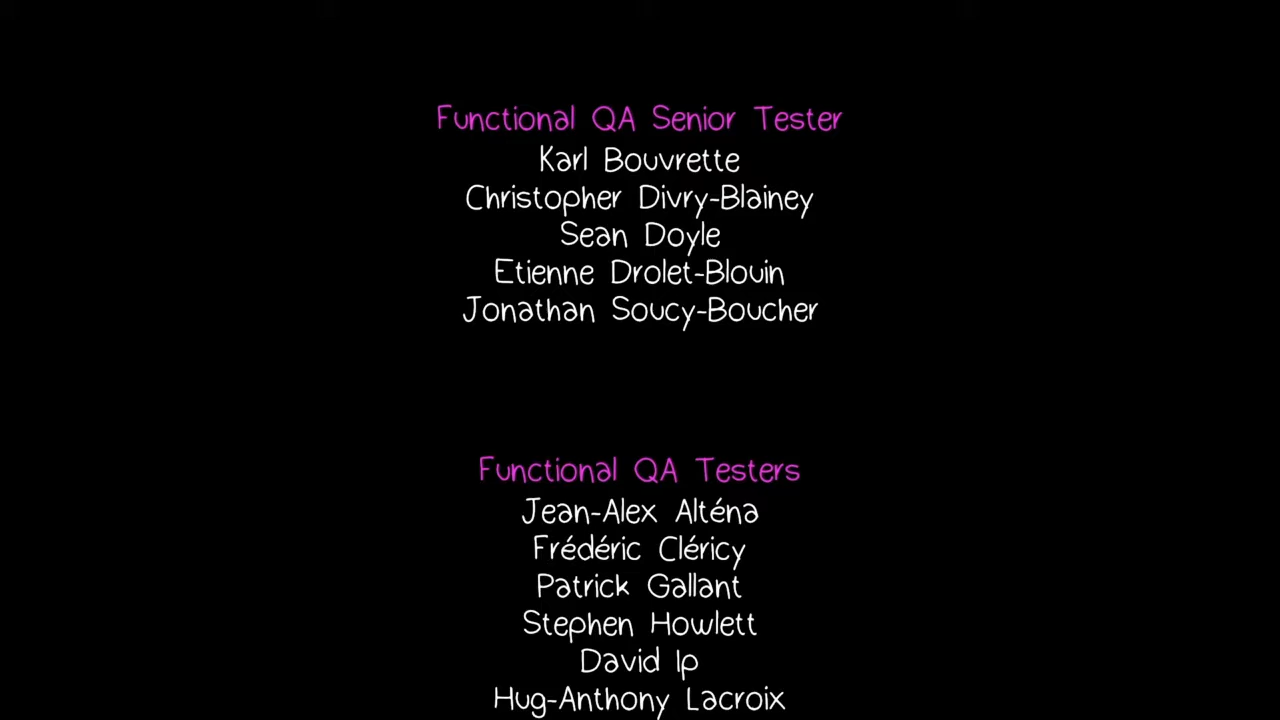 Functional QA Senior Tester
Karl Bouvrette
Christopher Divry-Blainey
Sean Doyle
Etienne Drolet-Blouin
Jonathan Soucy-Boucher
Functional QA Testers
Jean-Alex Alténa
Frédéric Cléricy
Patrick Gallant
Stephen Howlett
David Ip
Hug-Anthony Lacroix